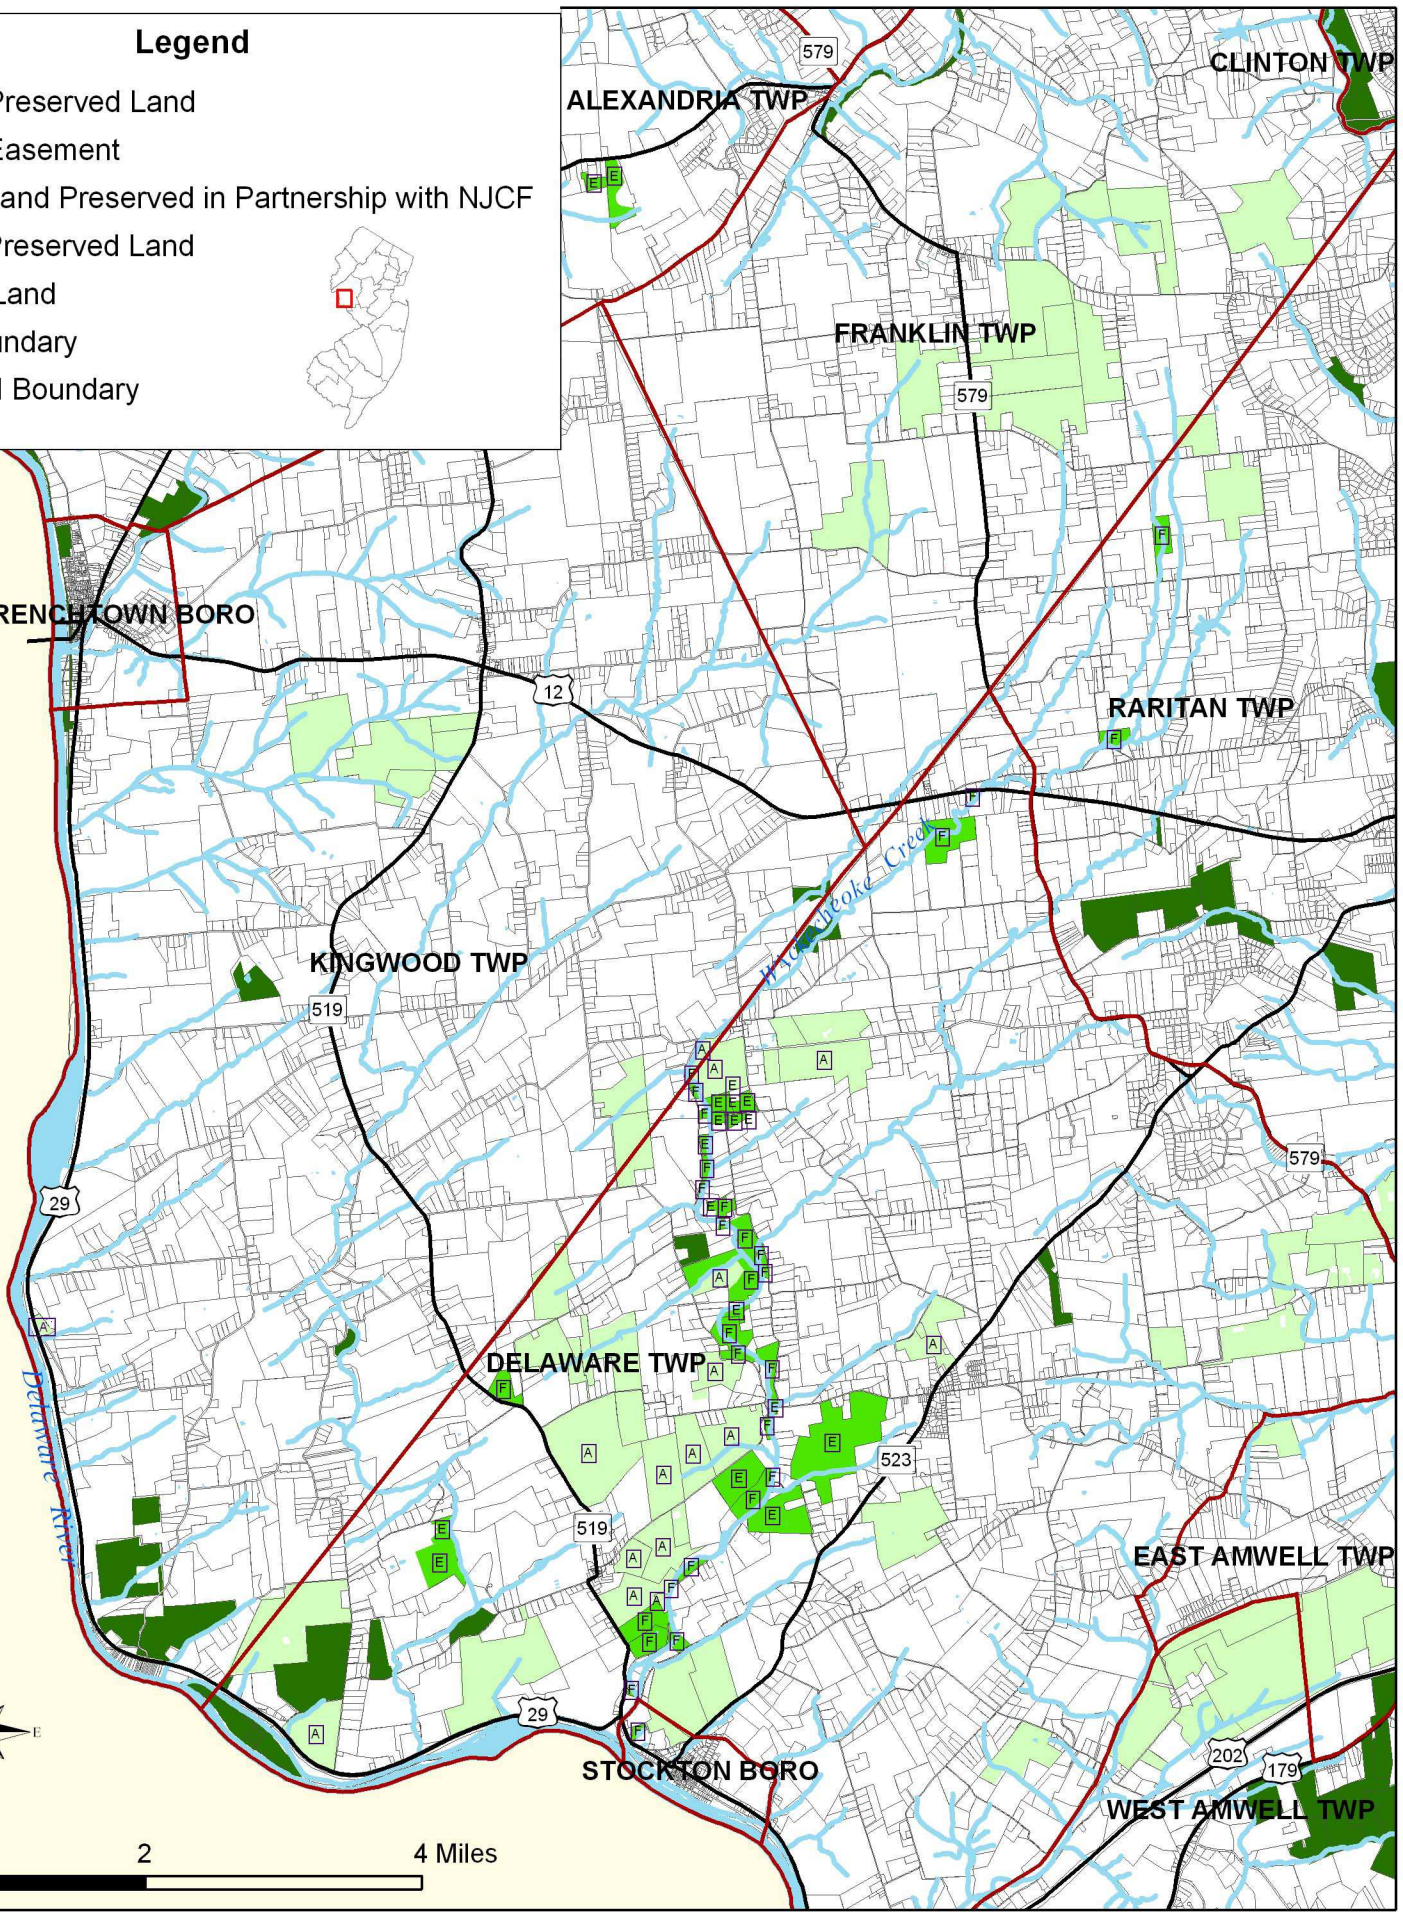 Legend
Preserved Land
Easement
and Preserved in Partnership with NJCF
Preserved Land
Land
undary
l Boundary
579
CLINTON TWP
ALEXANDRIA TWP
E E
FRANKLIN TWP
579
F
RENCHTOWN BORO
12
RARITAN TWP
F
F
F
Wickecheoke Creek
KINGWOOD TWP
519
A
A A
F E
F
E E E
F E E E
E
F
F
E F
F
29
F
F
A F F
A
E
F
A
F
DELAWARE TWP
A F
F
E
Delaware River
A F
A A E
523
A E F
F
E
519
E
A
A
E
F
EAST AMWELL TWP
F
A A
F
F F
F
29
A
F
E
202
179
STOCKTON BORO
WEST AMWELL TWP
2 4 Miles